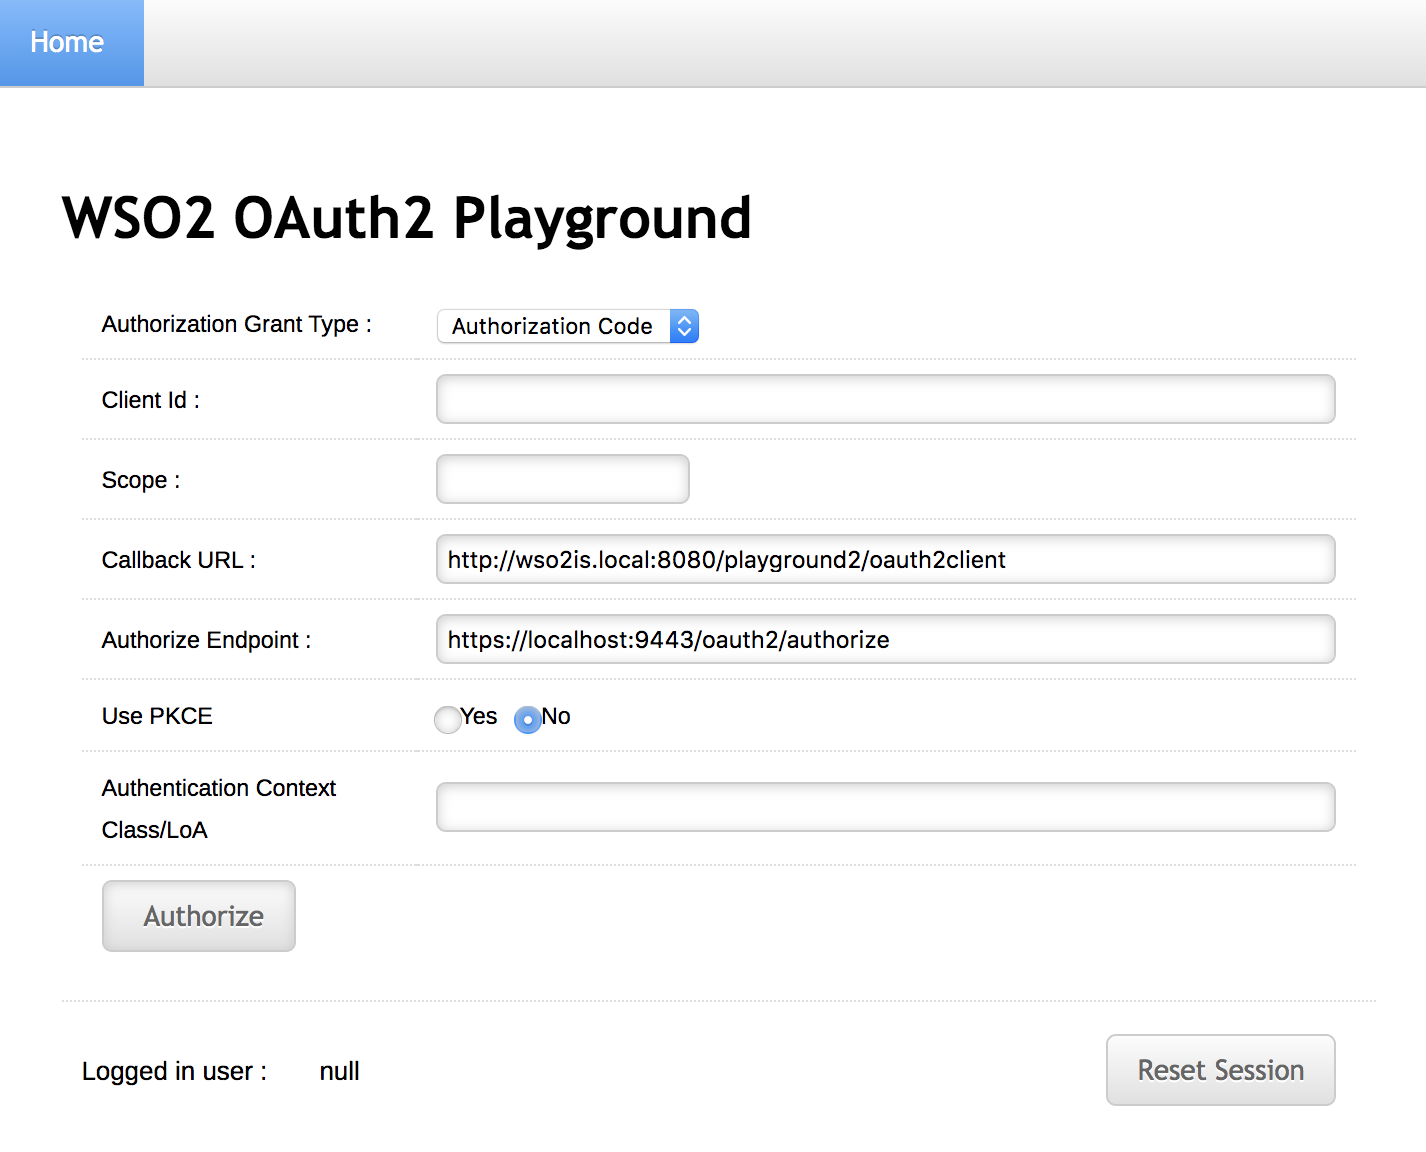 Home
WSO2 OAuth2 Playground
Authorization Grant Type : Authorization Code
Client Id :
Scope :
Callback URL : http://wso2is.local:8080/playground2/oauth2client
Authorize Endpoint : https://localhost:9443/oauth2/authorize
Use PKCE Yes No
Authentication Context
Class/LoA
Authorize
Logged in user : null Reset Session